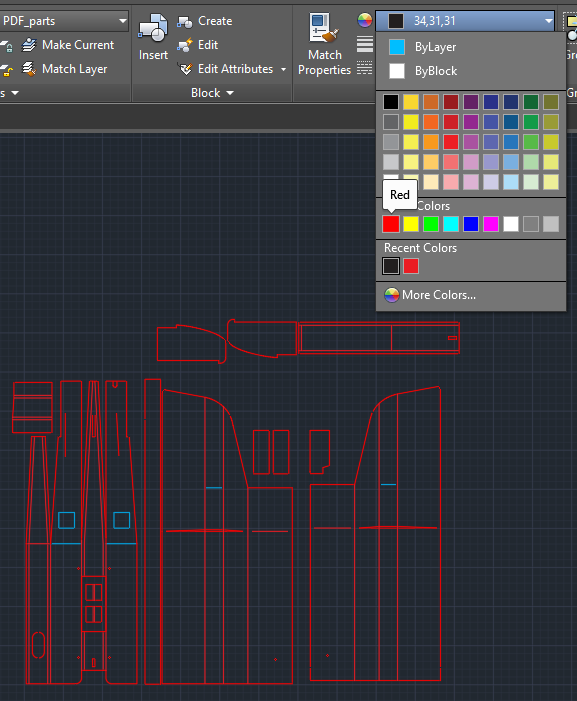 PDF_parts
Make Current
Match Layer
s
Insert
Create
Edit
Edit Attributes
Block
Match
Properties
34,31,31
ByLayer
ByBlock
Red
Colors
Recent Colors
More Colors...
Gr
Gr